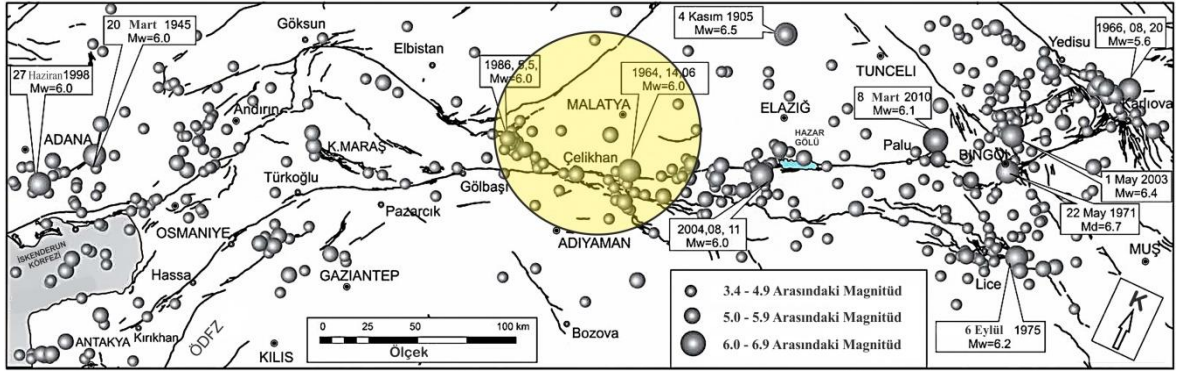 20 Mart 1945
Mw=6.0
Göksun
Elbistan
4 Kasım 1905
Mw=6.5
1966, 08, 20
Mw=5.6
Yedisu
27 Haziran 1998
Mw=6.0
1986, 5,5,
Mw=6.0
1964, 14,06
Mw=6.0
TUNCELI
8 Mart 2010
Mw=6.1
Andırın
MALATYA
ELAZIĞ
Karlıova
ADANA
K.MARAŞ
HAZAR
GÖLÜ
Palu
BİNGÖL
Çelikhan
Türkoğlu
Gölbaşı
1 May 2003
Mw=6.4
Pazarcık
22 May 1971
Md=6.7
OSMANIYE
ADIYAMAN
2004,08, 11
Mw=6.0
MUŞ
İSKENDERUN
KÖRFEZİ
Hassa
GAZIANTEP
Lice
3.4 - 4.9 Arasındaki Magnitüd
5.0 - 5.9 Arasındaki Magnitüd
6.0 - 6.9 Arasındaki Magnitüd
K
0 25 50 100 km
Ölçek
Bozova
6 Eylül 1975
Mw=6.2
ANTAKYA
Kırıkhan
ÖDFZ
KILIS